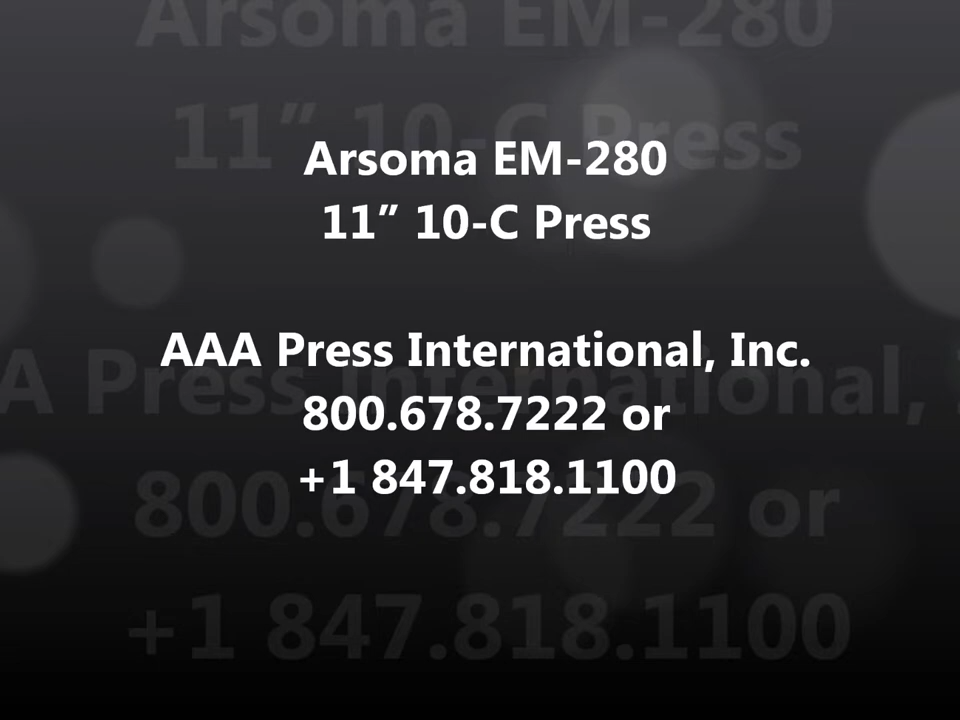 Arsoma EM-280
11” 10-C Press
AAA Press International, Inc.
800.678.7222 or
+1 847.818.1100